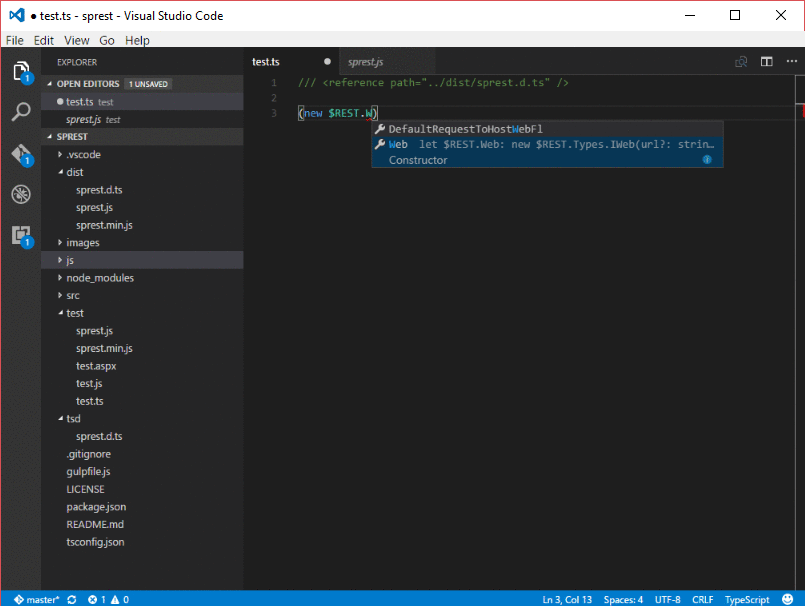 ● test.ts - sprest - Visual Studio Code
File Edit View Go Help
EXPLORER
OPEN EDITORS 1 UNSAVED
test.ts test
sprest.js test
SPREST
.vscode
dist
sprest.d.ts
sprest.js
sprest.min.js
images
js
node_modules
src
test
sprest.js
sprest.min.js
test.aspx
test.js
test.ts
tsd
sprest.d.ts
.gitignore
gulpfile.js
LICENSE
package.json
README.md
tsconfig.json
1
1
1
test.ts ● sprest.js
1 /// <reference path="../dist/sprest.d.ts" />
2
3 (new $REST.W)
DefaultRequestToHostWebFl
Web let $REST.Web: new $REST.Types.IWeb(url?: strin…
Constructor
master* 1 0 Ln 3, Col 13 Spaces: 4 UTF-8 CRLF TypeScript